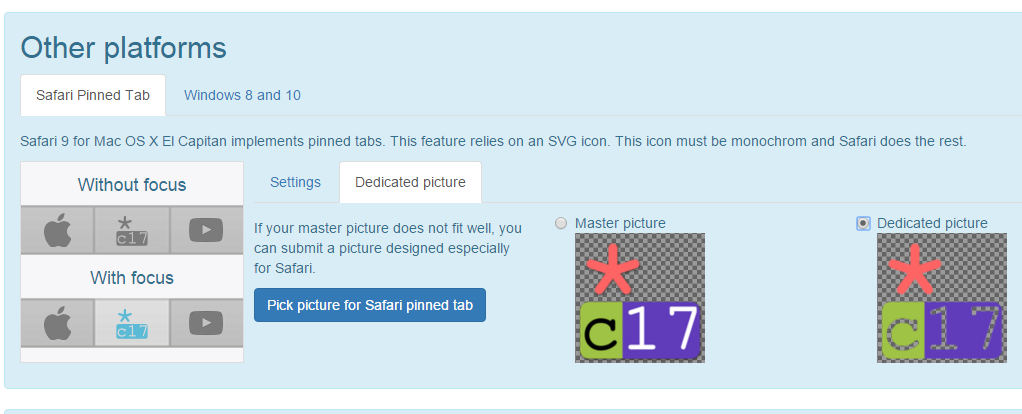 Other platforms
Safari Pinned Tab
Windows 8 and 10
Safari 9 for Mac OS X El Capitan implements pinned tabs. This feature relies on an SVG icon. This icon must be monochrom and Safari does the rest.
Without focus
* c17
With focus
* c17
Settings
Dedicated picture
If your master picture does not fit well, you
can submit a picture designed especially
for Safari.
Pick picture for Safari pinned tab
Master picture
*
c17
Dedicated picture
*
c17